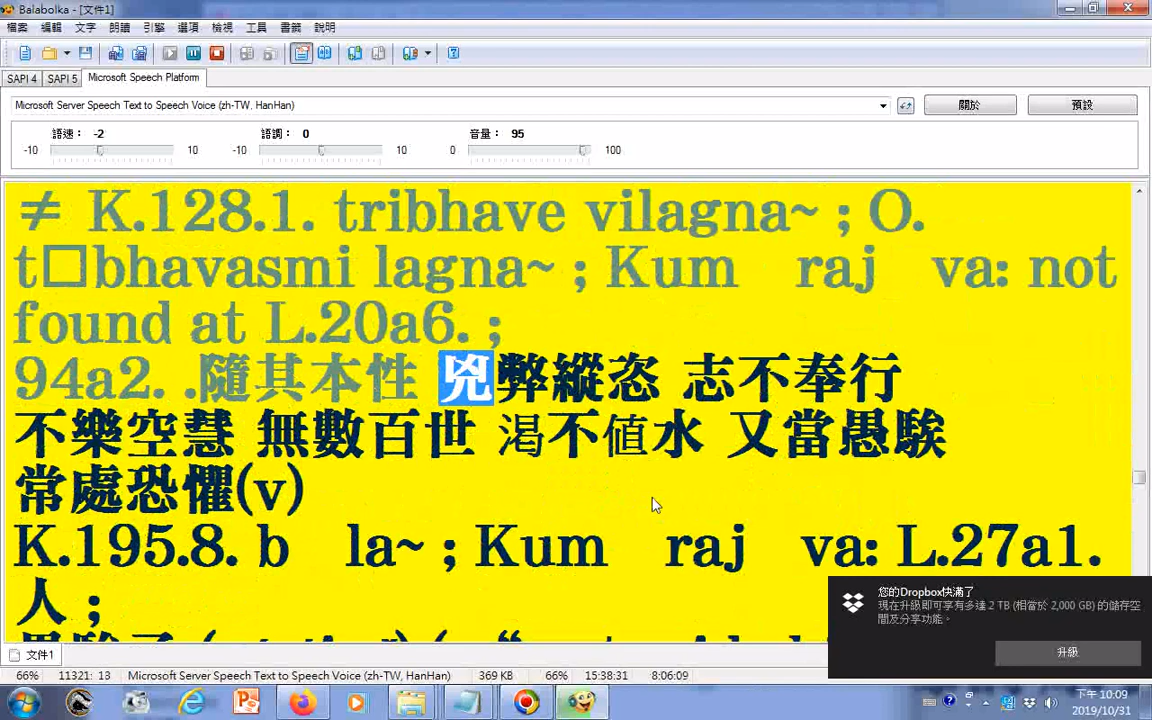 Balabolka - [文件1]
檔案 編輯 文字 朗讀 引擎 選項 檢視 工具 書籤 說明
SAPI 4 SAPI 5 Microsoft Speech Platform
Microsoft Server Speech Text to Speech Voice (zh-TW, HanHan)
關於 預設
語速： -2 語調： 0 音量： 95
-10 10 -10 10 0 100
≠ K.128.1. tribhave vilagna~ ; O.
t□bhavasmi lagna~ ; Kum raj va: not
found at L.20a6. ;
94a2. .隨其本性 兇弊縱恣 志不奉行
不樂空慧 無數百世 渴不値水 又當愚騃
常處恐懼(v)
K.195.8. b la~ ; Kum raj va: L.27a1.
人 ;
您的Dropbox快滿了
現在升級即可享有多達 2 TB (相當於 2,000 GB) 的儲存空
間及分享功能。
升級
文件1
66% 11321: 13 Microsoft Server Speech Text to Speech Voice (zh-TW, HanHan) 369 KB 66% 15:38:31 8:06:09
下午 10:09
2019/10/31